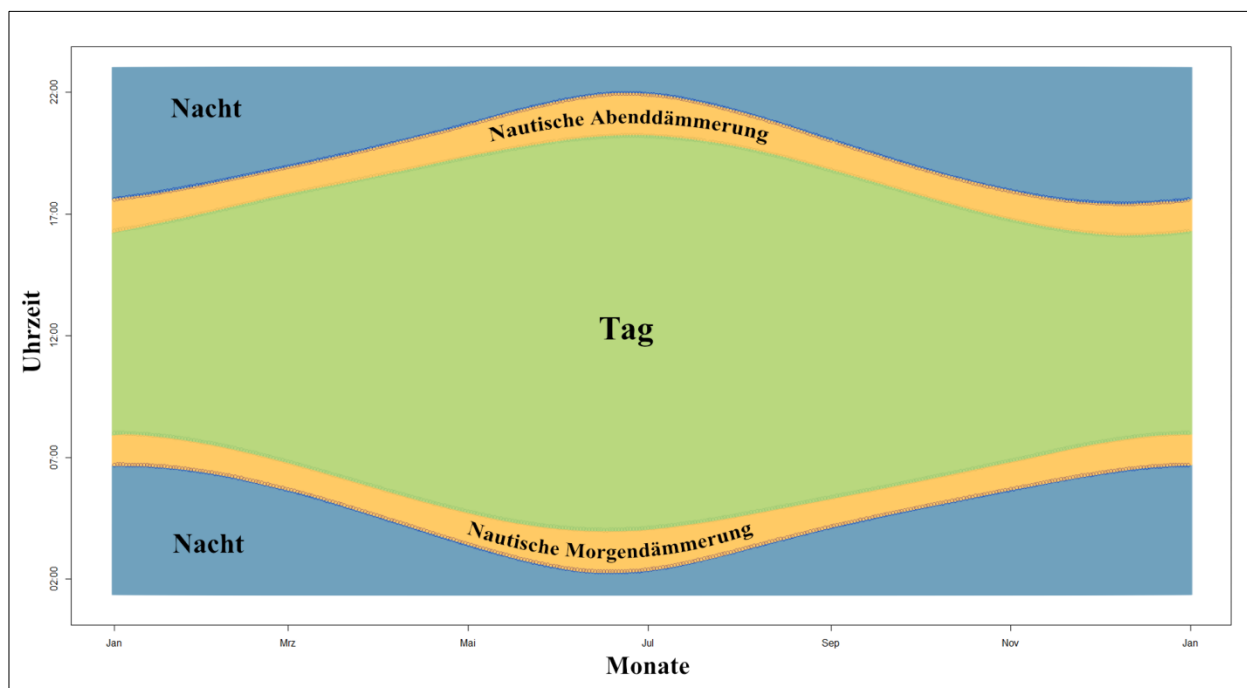 22:00
17:00
12:00
07:00
02:00
Uhrzeit
Nacht
Nautische Abenddämmerung
Tag
Nautische Morgendämmerung
Nacht
Jan Mrz Mai Jul Sep Nov Jan
Monate